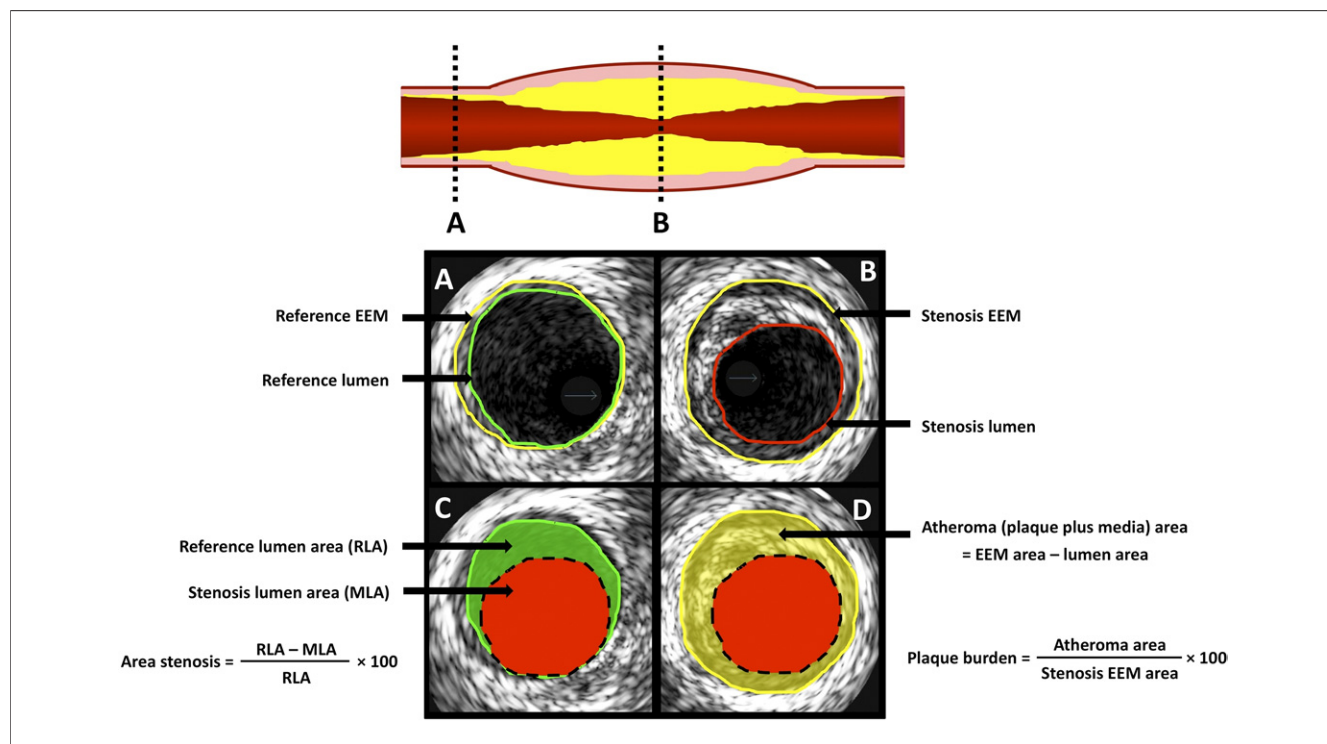 A
B
A
B
Reference EEM
Stenosis EEM
Reference lumen
Stenosis lumen
C
D
Reference lumen area (RLA)
Stenosis lumen area (MLA)
Area stenosis = RLA – MLA / RLA × 100
Atheroma (plaque plus media) area
= EEM area – lumen area
Plaque burden = Atheroma area / Stenosis EEM area × 100